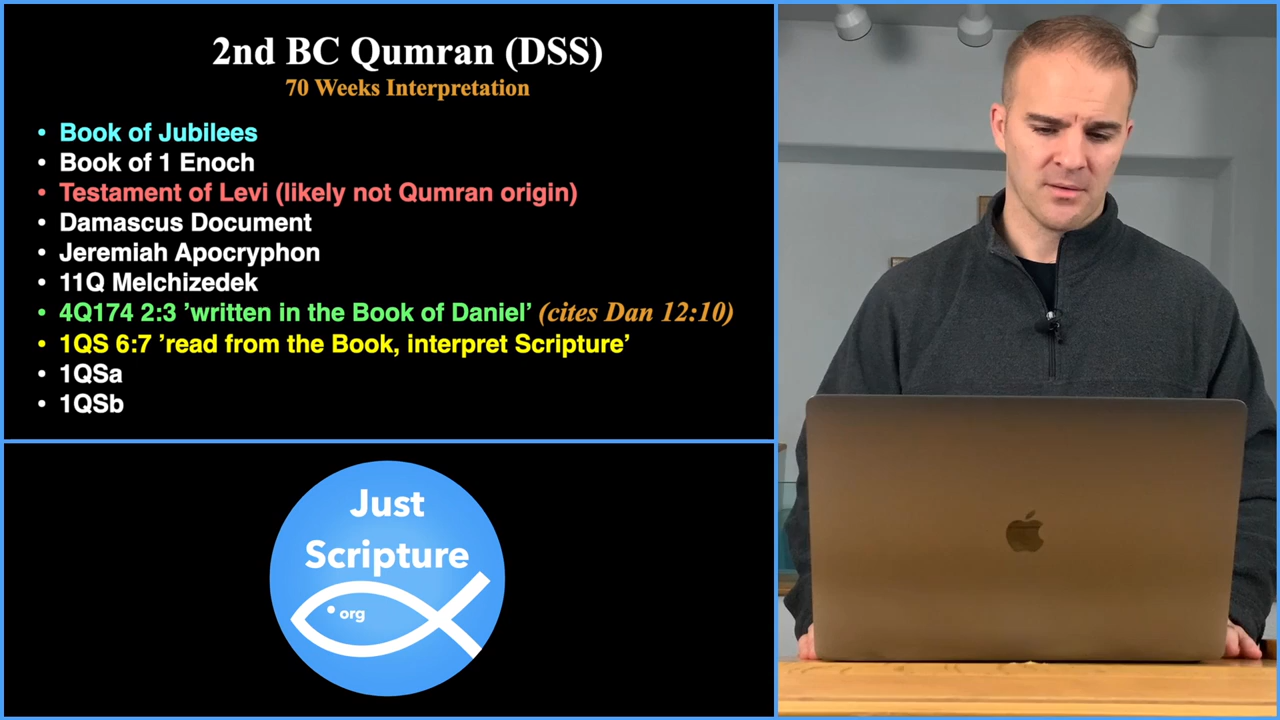 2nd BC Qumran (DSS)
70 Weeks Interpretation
• Book of Jubilees
• Book of 1 Enoch
• Testament of Levi (likely not Qumran origin)
• Damascus Document
• Jeremiah Apocryphon
• 11Q Melchizedek
• 4Q174 2:3 ’written in the Book of Daniel’ (cites Dan 12:10)
• 1QS 6:7 ’read from the Book, interpret Scripture’
• 1QSa
• 1QSb
Just
Scripture
• org